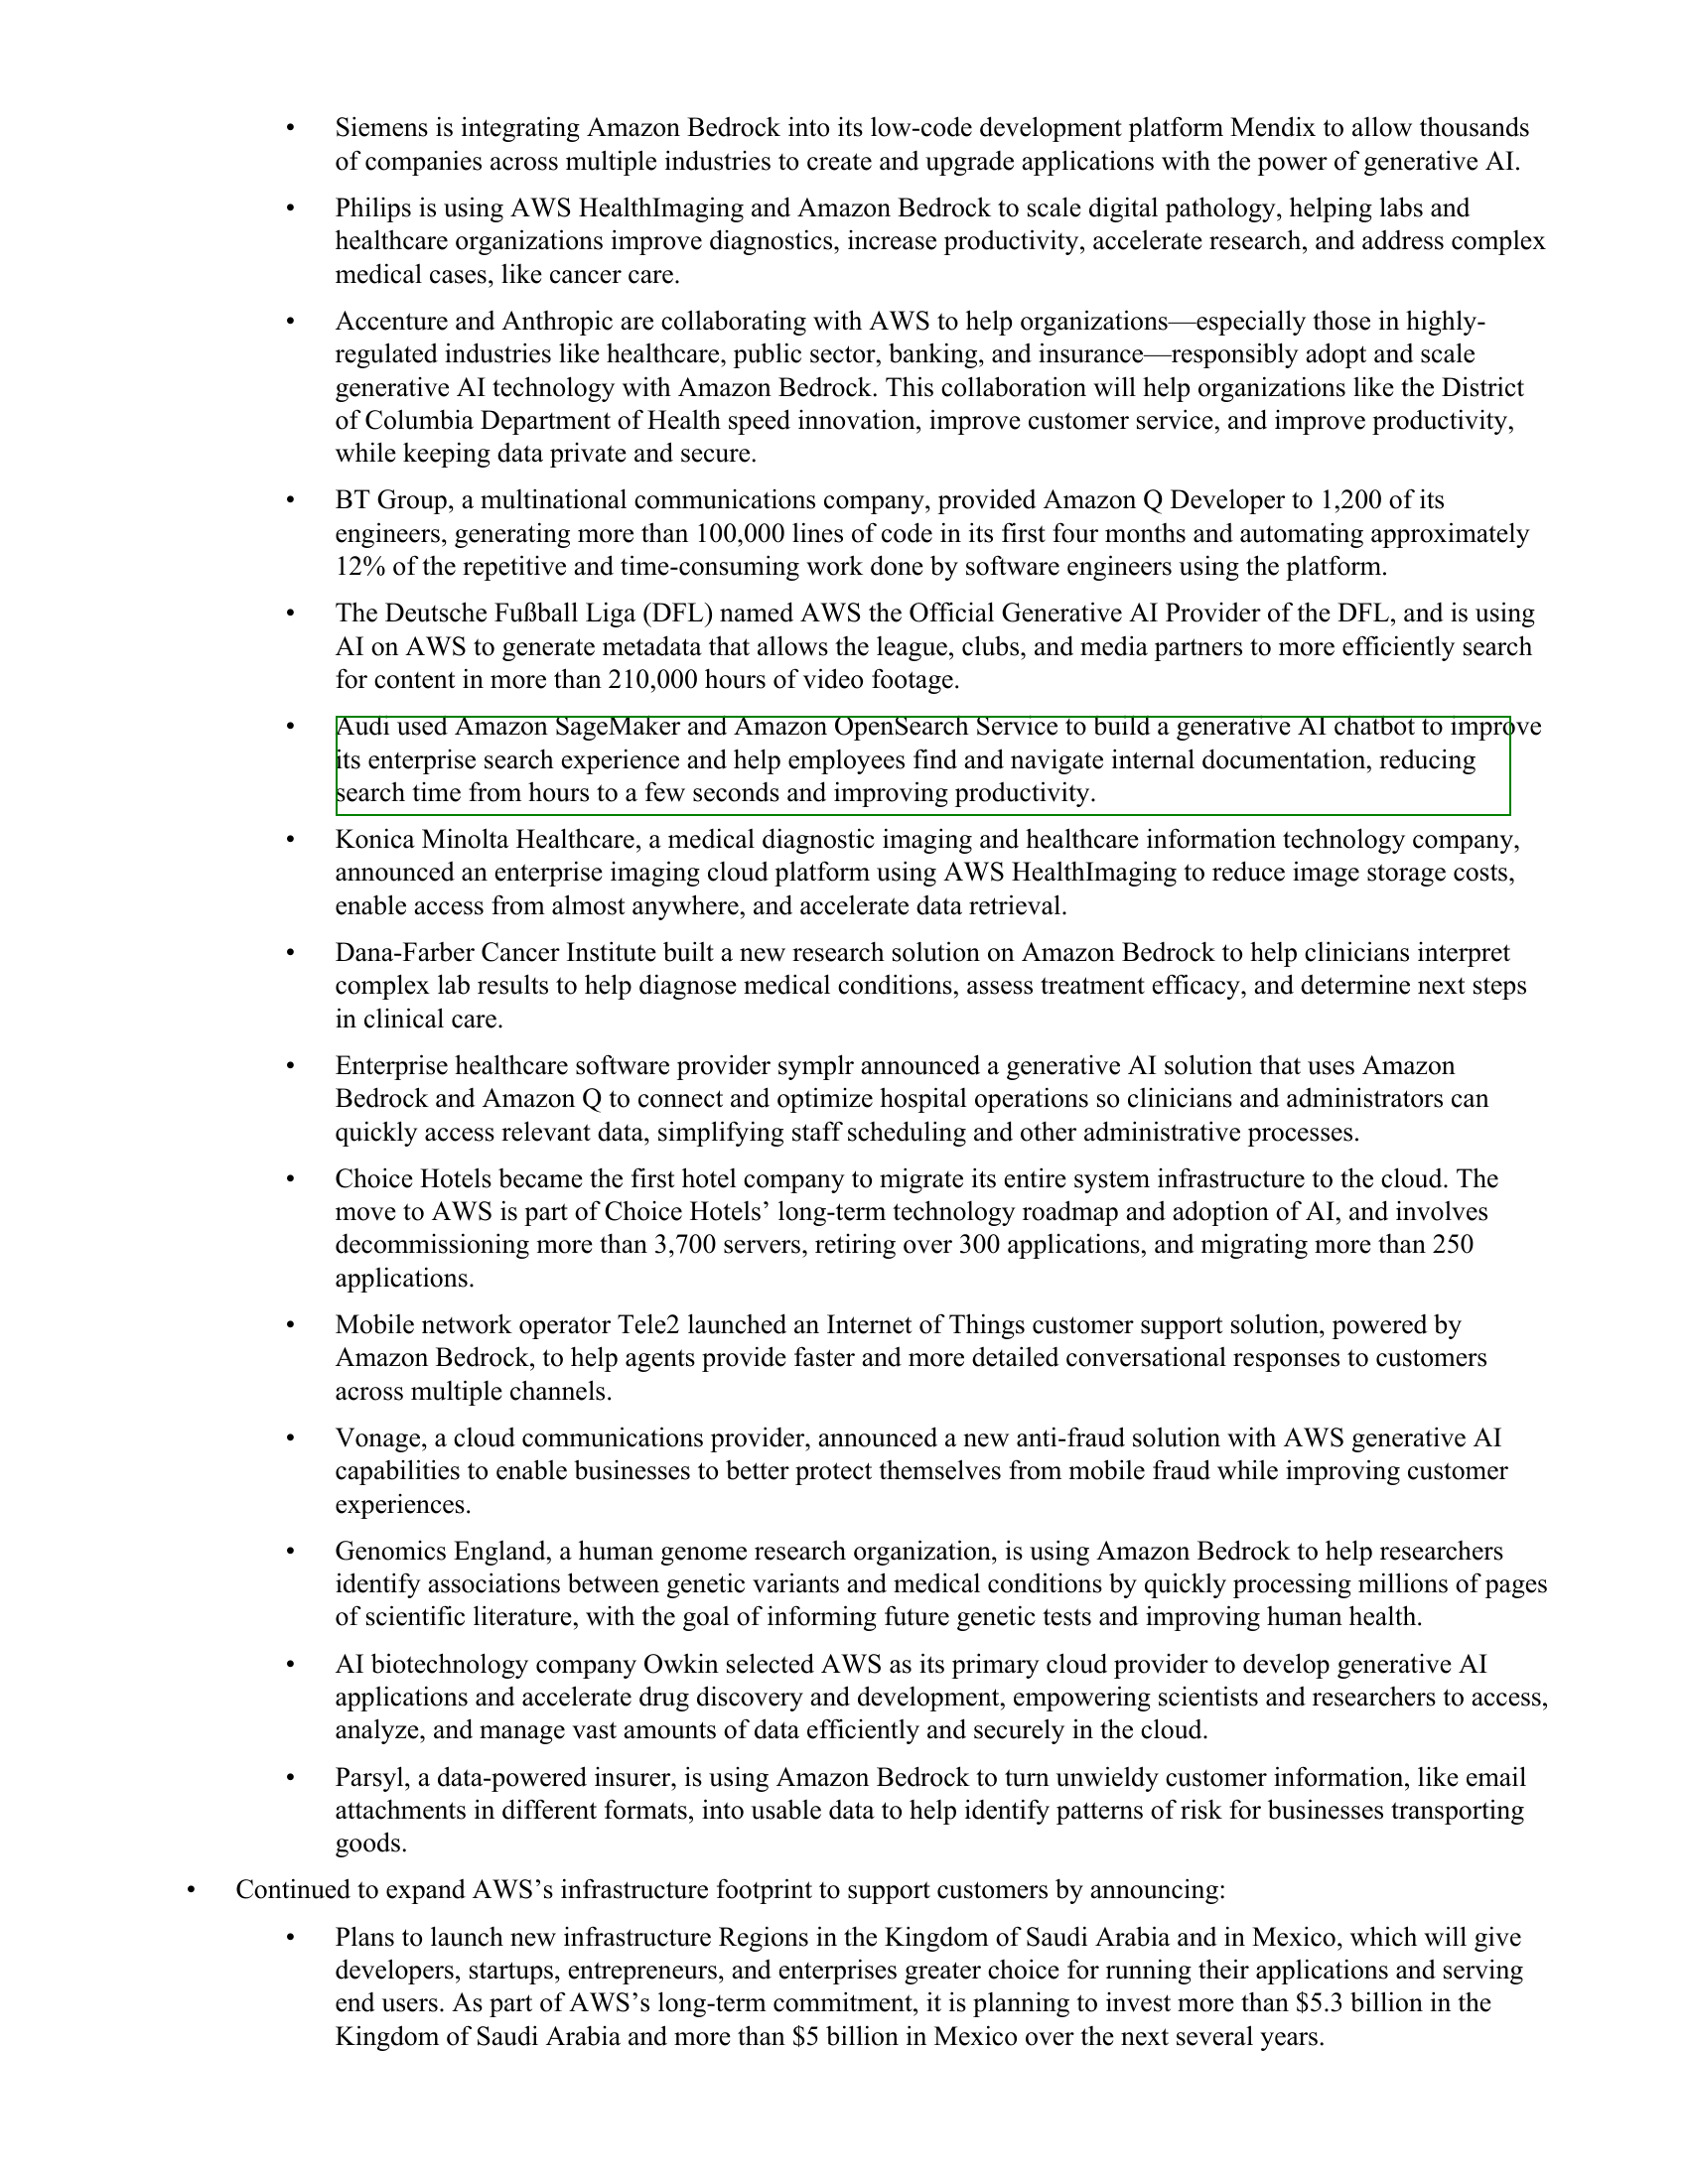 • Siemens is integrating Amazon Bedrock into its low-code development platform Mendix to allow thousands
of companies across multiple industries to create and upgrade applications with the power of generative AI.
• Philips is using AWS HealthImaging and Amazon Bedrock to scale digital pathology, helping labs and
healthcare organizations improve diagnostics, increase productivity, accelerate research, and address complex
medical cases, like cancer care.
• Accenture and Anthropic are collaborating with AWS to help organizations—especially those in highly-
regulated industries like healthcare, public sector, banking, and insurance—responsibly adopt and scale
generative AI technology with Amazon Bedrock. This collaboration will help organizations like the District
of Columbia Department of Health speed innovation, improve customer service, and improve productivity,
while keeping data private and secure.
• BT Group, a multinational communications company, provided Amazon Q Developer to 1,200 of its
engineers, generating more than 100,000 lines of code in its first four months and automating approximately
12% of the repetitive and time-consuming work done by software engineers using the platform.
• The Deutsche Fußball Liga (DFL) named AWS the Official Generative AI Provider of the DFL, and is using
AI on AWS to generate metadata that allows the league, clubs, and media partners to more efficiently search
for content in more than 210,000 hours of video footage.
• Audi used Amazon SageMaker and Amazon OpenSearch Service to build a generative AI chatbot to improve
its enterprise search experience and help employees find and navigate internal documentation, reducing
search time from hours to a few seconds and improving productivity.
• Konica Minolta Healthcare, a medical diagnostic imaging and healthcare information technology company,
announced an enterprise imaging cloud platform using AWS HealthImaging to reduce image storage costs,
enable access from almost anywhere, and accelerate data retrieval.
• Dana-Farber Cancer Institute built a new research solution on Amazon Bedrock to help clinicians interpret
complex lab results to help diagnose medical conditions, assess treatment efficacy, and determine next steps
in clinical care.
• Enterprise healthcare software provider symplr announced a generative AI solution that uses Amazon
Bedrock and Amazon Q to connect and optimize hospital operations so clinicians and administrators can
quickly access relevant data, simplifying staff scheduling and other administrative processes.
• Choice Hotels became the first hotel company to migrate its entire system infrastructure to the cloud. The
move to AWS is part of Choice Hotels’ long-term technology roadmap and adoption of AI, and involves
decommissioning more than 3,700 servers, retiring over 300 applications, and migrating more than 250
applications.
• Mobile network operator Tele2 launched an Internet of Things customer support solution, powered by
Amazon Bedrock, to help agents provide faster and more detailed conversational responses to customers
across multiple channels.
• Vonage, a cloud communications provider, announced a new anti-fraud solution with AWS generative AI
capabilities to enable businesses to better protect themselves from mobile fraud while improving customer
experiences.
• Genomics England, a human genome research organization, is using Amazon Bedrock to help researchers
identify associations between genetic variants and medical conditions by quickly processing millions of pages
of scientific literature, with the goal of informing future genetic tests and improving human health.
• AI biotechnology company Owkin selected AWS as its primary cloud provider to develop generative AI
applications and accelerate drug discovery and development, empowering scientists and researchers to access,
analyze, and manage vast amounts of data efficiently and securely in the cloud.
• Parsyl, a data-powered insurer, is using Amazon Bedrock to turn unwieldy customer information, like email
attachments in different formats, into usable data to help identify patterns of risk for businesses transporting
goods.
• Continued to expand AWS’s infrastructure footprint to support customers by announcing:
• Plans to launch new infrastructure Regions in the Kingdom of Saudi Arabia and in Mexico, which will give
developers, startups, entrepreneurs, and enterprises greater choice for running their applications and serving
end users. As part of AWS’s long-term commitment, it is planning to invest more than $5.3 billion in the
Kingdom of Saudi Arabia and more than $5 billion in Mexico over the next several years.